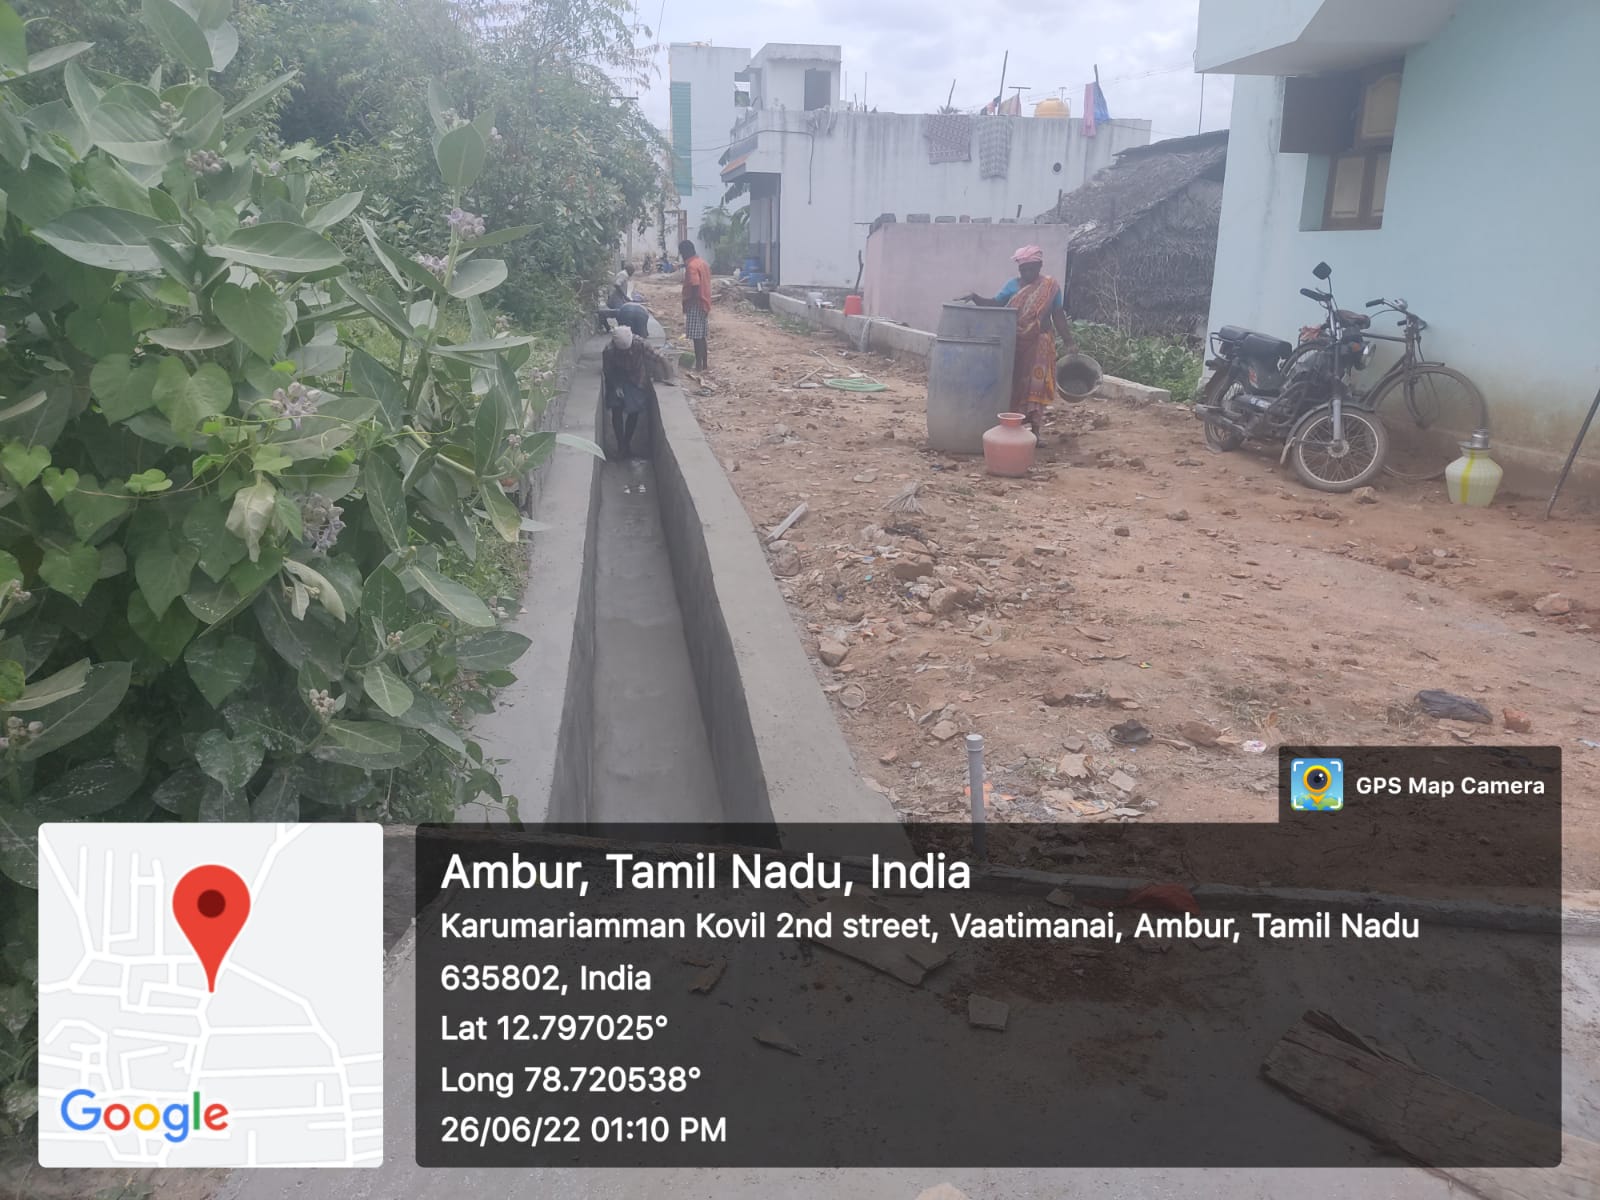 GPS Map Camera
Ambur, Tamil Nadu, India
Karumariamman Kovil 2nd street, Vaatimanai, Ambur, Tamil Nadu
635802, India
Lat 12.797025°
Long 78.720538°
26/06/22 01:10 PM
Google